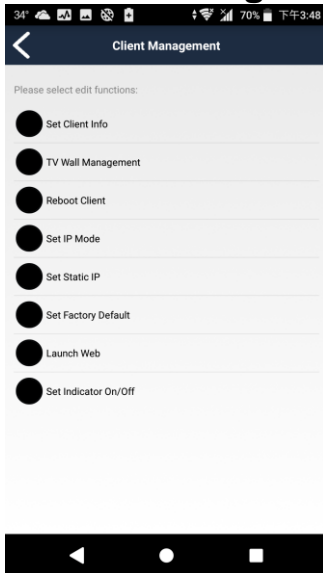 34° 70% 下午3:48
Client Management
Please select edit functions:
Set Client Info
TV Wall Management
Reboot Client
Set IP Mode
Set Static IP
Set Factory Default
Launch Web
Set Indicator On/Off